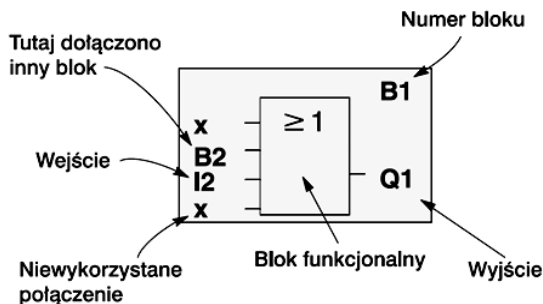 Tutaj dołączono
inny blok
Numer bloku
B1
x
≥ 1
B2
Wejście
I2
Q1
x
Niewykorzystane
połączenie
Blok funkcjonalny
Wyjście